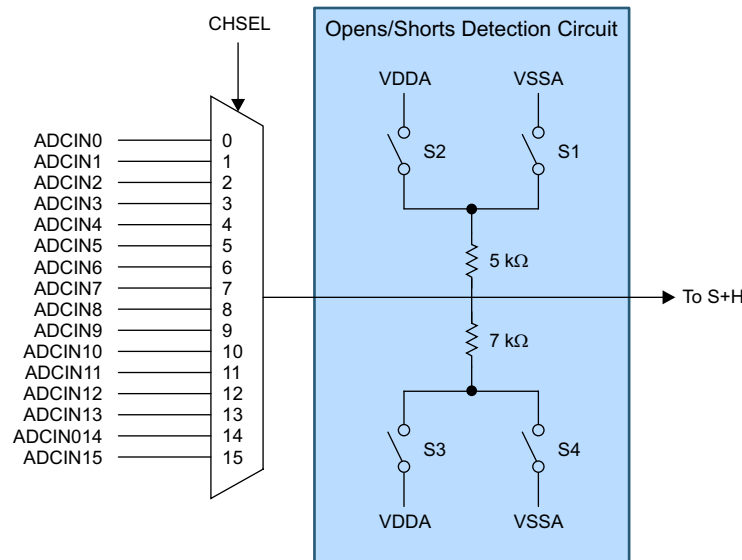 CHSEL
Opens/Shorts Detection Circuit
VDDA VSSA
S2 S1
ADCIN0 0
ADCIN1 1
ADCIN2 2
ADCIN3 3
ADCIN4 4
ADCIN5 5
ADCIN6 6
ADCIN7 7
ADCIN8 8
ADCIN9 9
ADCIN10 10
ADCIN11 11
ADCIN12 12
ADCIN13 13
ADCIN014 14
ADCIN15 15
5 kΩ
To S+H
7 kΩ
S3 S4
VDDA VSSA